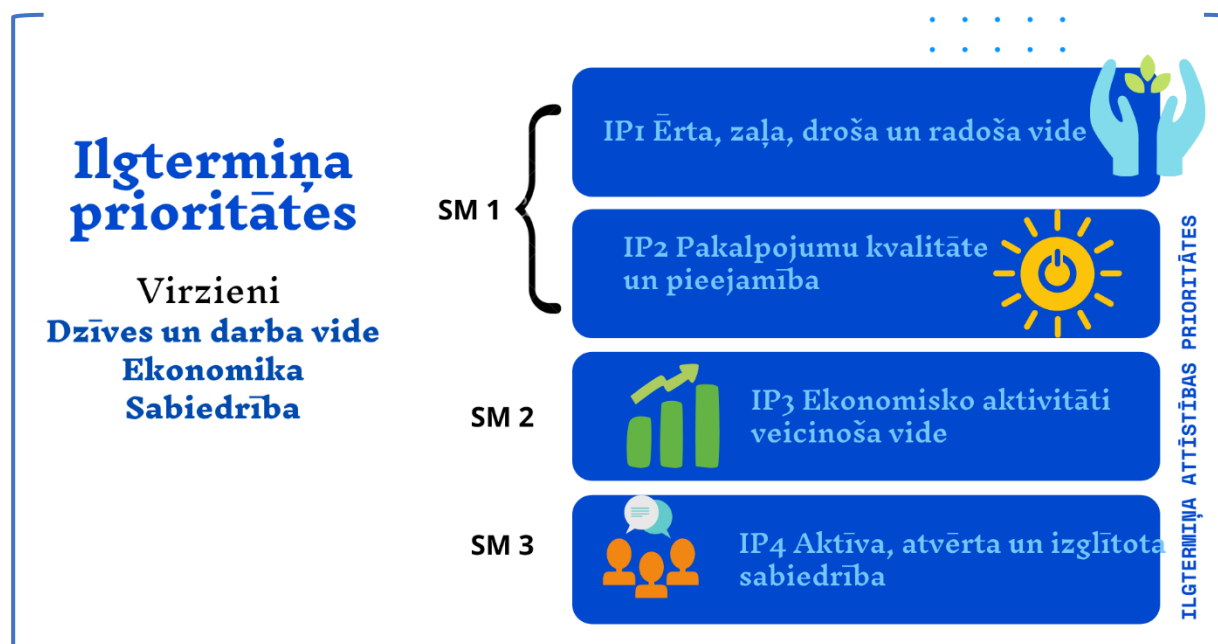 Ilgtermiņa
prioritātes
Virzieni
Dzīves un darba vide
Ekonomika
Sabiedrība
SM 1
IP1 Ērta, zaļa, droša un radoša vide
IP2 Pakalpojumu kvalitāte
un pieejamība
SM 2
IP3 Ekonomisko aktivitāti
veicinoša vide
SM 3
IP4 Aktīva, atvērta un izglītota
sabiedrība
ILGTERMIŅA ATTĪSTĪBAS PRIORITĀTES